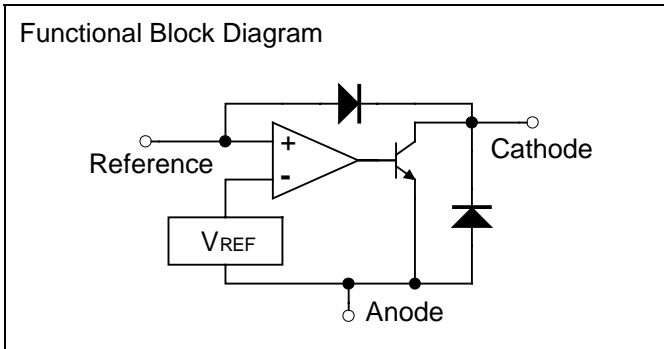 Functional Block Diagram
Reference
+
-
Cathode
VREF
Anode